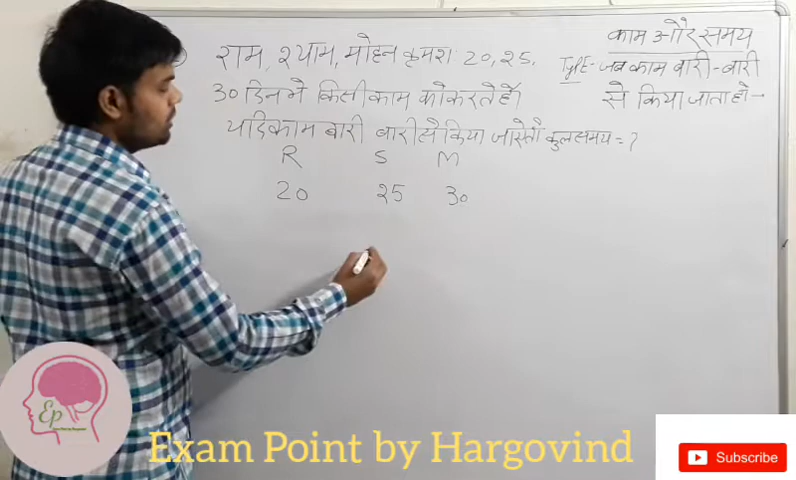 राम, श्याम, मोहन क्रमशः 20, 25,
30 दिन मे किसी काम को करते हैं।
यदि काम बारी बारी से किया जाए तो कुल समय = ?
काम और समय
TyPE- जब काम बारी-बारी
से किया जाता हो -
R S M
20 25 30
Ep
Exam Point by Hargovind
Subscribe